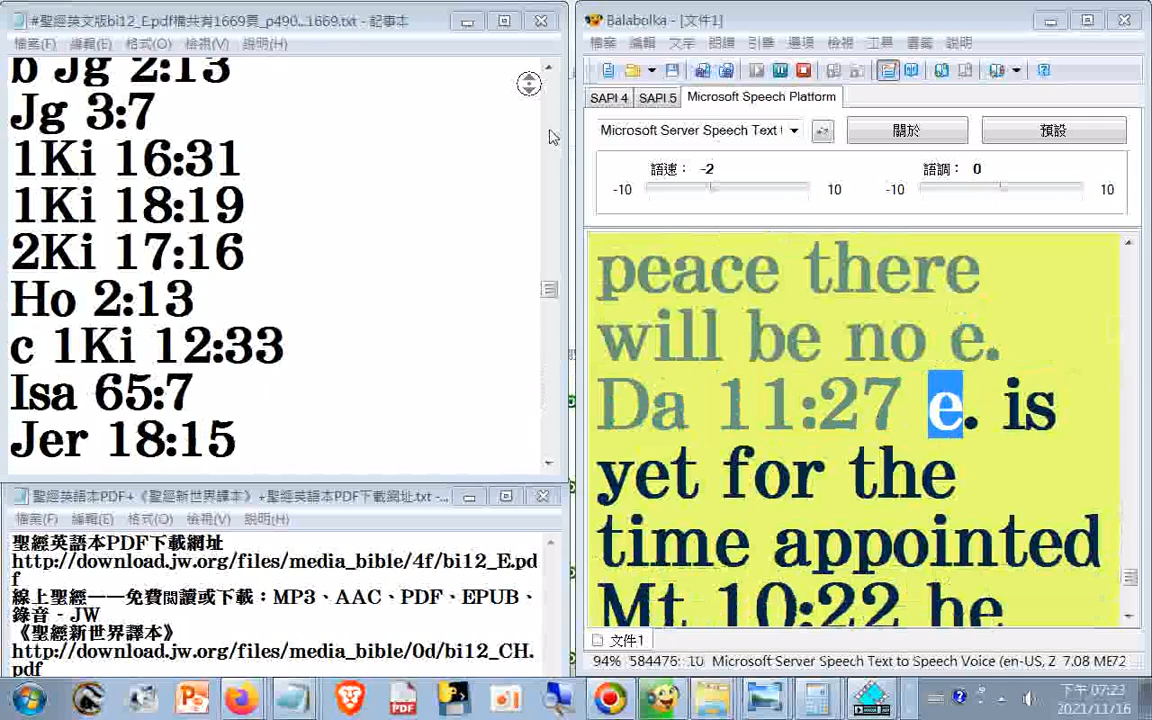 #聖經英文版bi12_E.pdf檔共有1669頁_p490..1669.txt - 記事本
檔案(F) 編輯(E) 格式(O) 檢視(V) 說明(H)
b Jg 2:13
Jg 3:7
1Ki 16:31
1Ki 18:19
2Ki 17:16
Ho 2:13
c 1Ki 12:33
Isa 65:7
Jer 18:15
聖經英語本PDF+《聖經新世界譯本》+聖經英語本PDF下載網址.txt - ...
檔案(F) 編輯(E) 格式(O) 檢視(V) 說明(H)
聖經英語本PDF下載網址
http://download.jw.org/files/media_bible/4f/bi12_E.pd
f
線上聖經——免費閱讀或下載：MP3、AAC、PDF、EPUB、
錄音 - JW
《聖經新世界譯本》
http://download.jw.org/files/media_bible/0d/bi12_CH.
pdf
Balabolka - [文件1]
檔案 編輯 文字 朗讀 引擎 選項 檢視 工具 書籤 說明
SAPI 4 SAPI 5 Microsoft Speech Platform
Microsoft Server Speech Text 關於 預設
語速： -2 語調： 0
-10 10 -10 10
peace there
will be no e.
Da 11:27 e. is
yet for the
time appointed
Mt 10:22 he
文件1
94% 584475: 10 Microsoft Server Speech Text to Speech Voice (en-US, Z 7.08 ME72
下午 07:23
2021/11/16